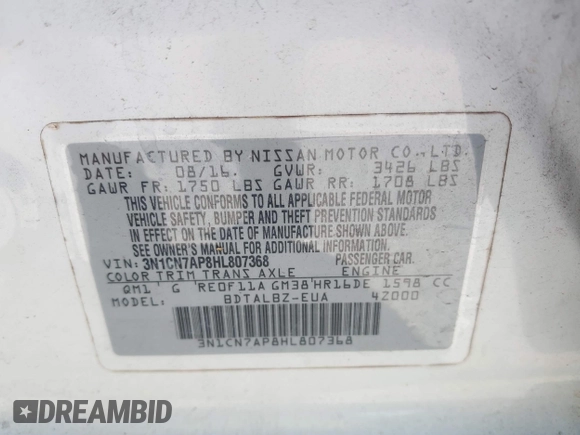 MANUFACTURED BY NISSAN MOTOR CO.,LTD.
DATE: 08/16. GVWR: 3426 LBS
GAWR FR: 1750 LBS GAWR RR: 1708 LBS
THIS VEHICLE CONFORMS TO ALL APPLICABLE FEDERAL MOTOR
VEHICLE SAFETY, BUMPER AND THEFT PREVENTION STANDARDS
IN EFFECT ON THE DATE OF MANUFACTURE SHOWN ABOVE.
SEE OWNER'S MANUAL FOR ADDITIONAL INFORMATION.
VIN: 3N1CN7AP8HL807368 PASSENGER CAR.
COLOR TRIM TRANS AXLE ENGINE
QM1' G RE0F11A GM38'HR16DE 1598 CC
BDTALBZ-EUA 4Z000
3N1CN7AP8HL807368
DREAMBID